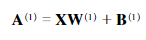 A⁽¹⁾ = XW⁽¹⁾ + B⁽¹⁾